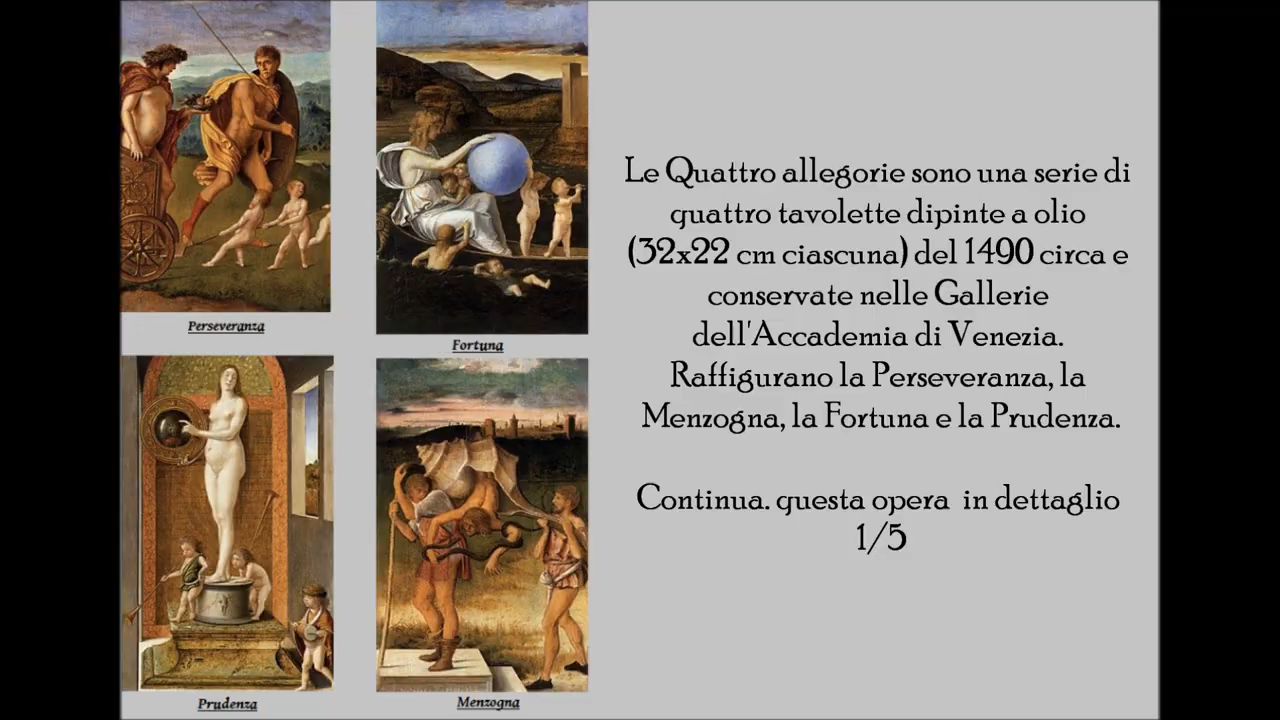 Perseveranza
Fortuna
Prudenza
Menzogna
Le Quattro allegorie sono una serie di
quattro tavolette dipinte a olio
(32x22 cm ciascuna) del 1490 circa e
conservate nelle Gallerie
dell'Accademia di Venezia.
Raffigurano la Perseveranza, la
Menzogna, la Fortuna e la Prudenza.
Continua. questa opera in dettaglio
1/5